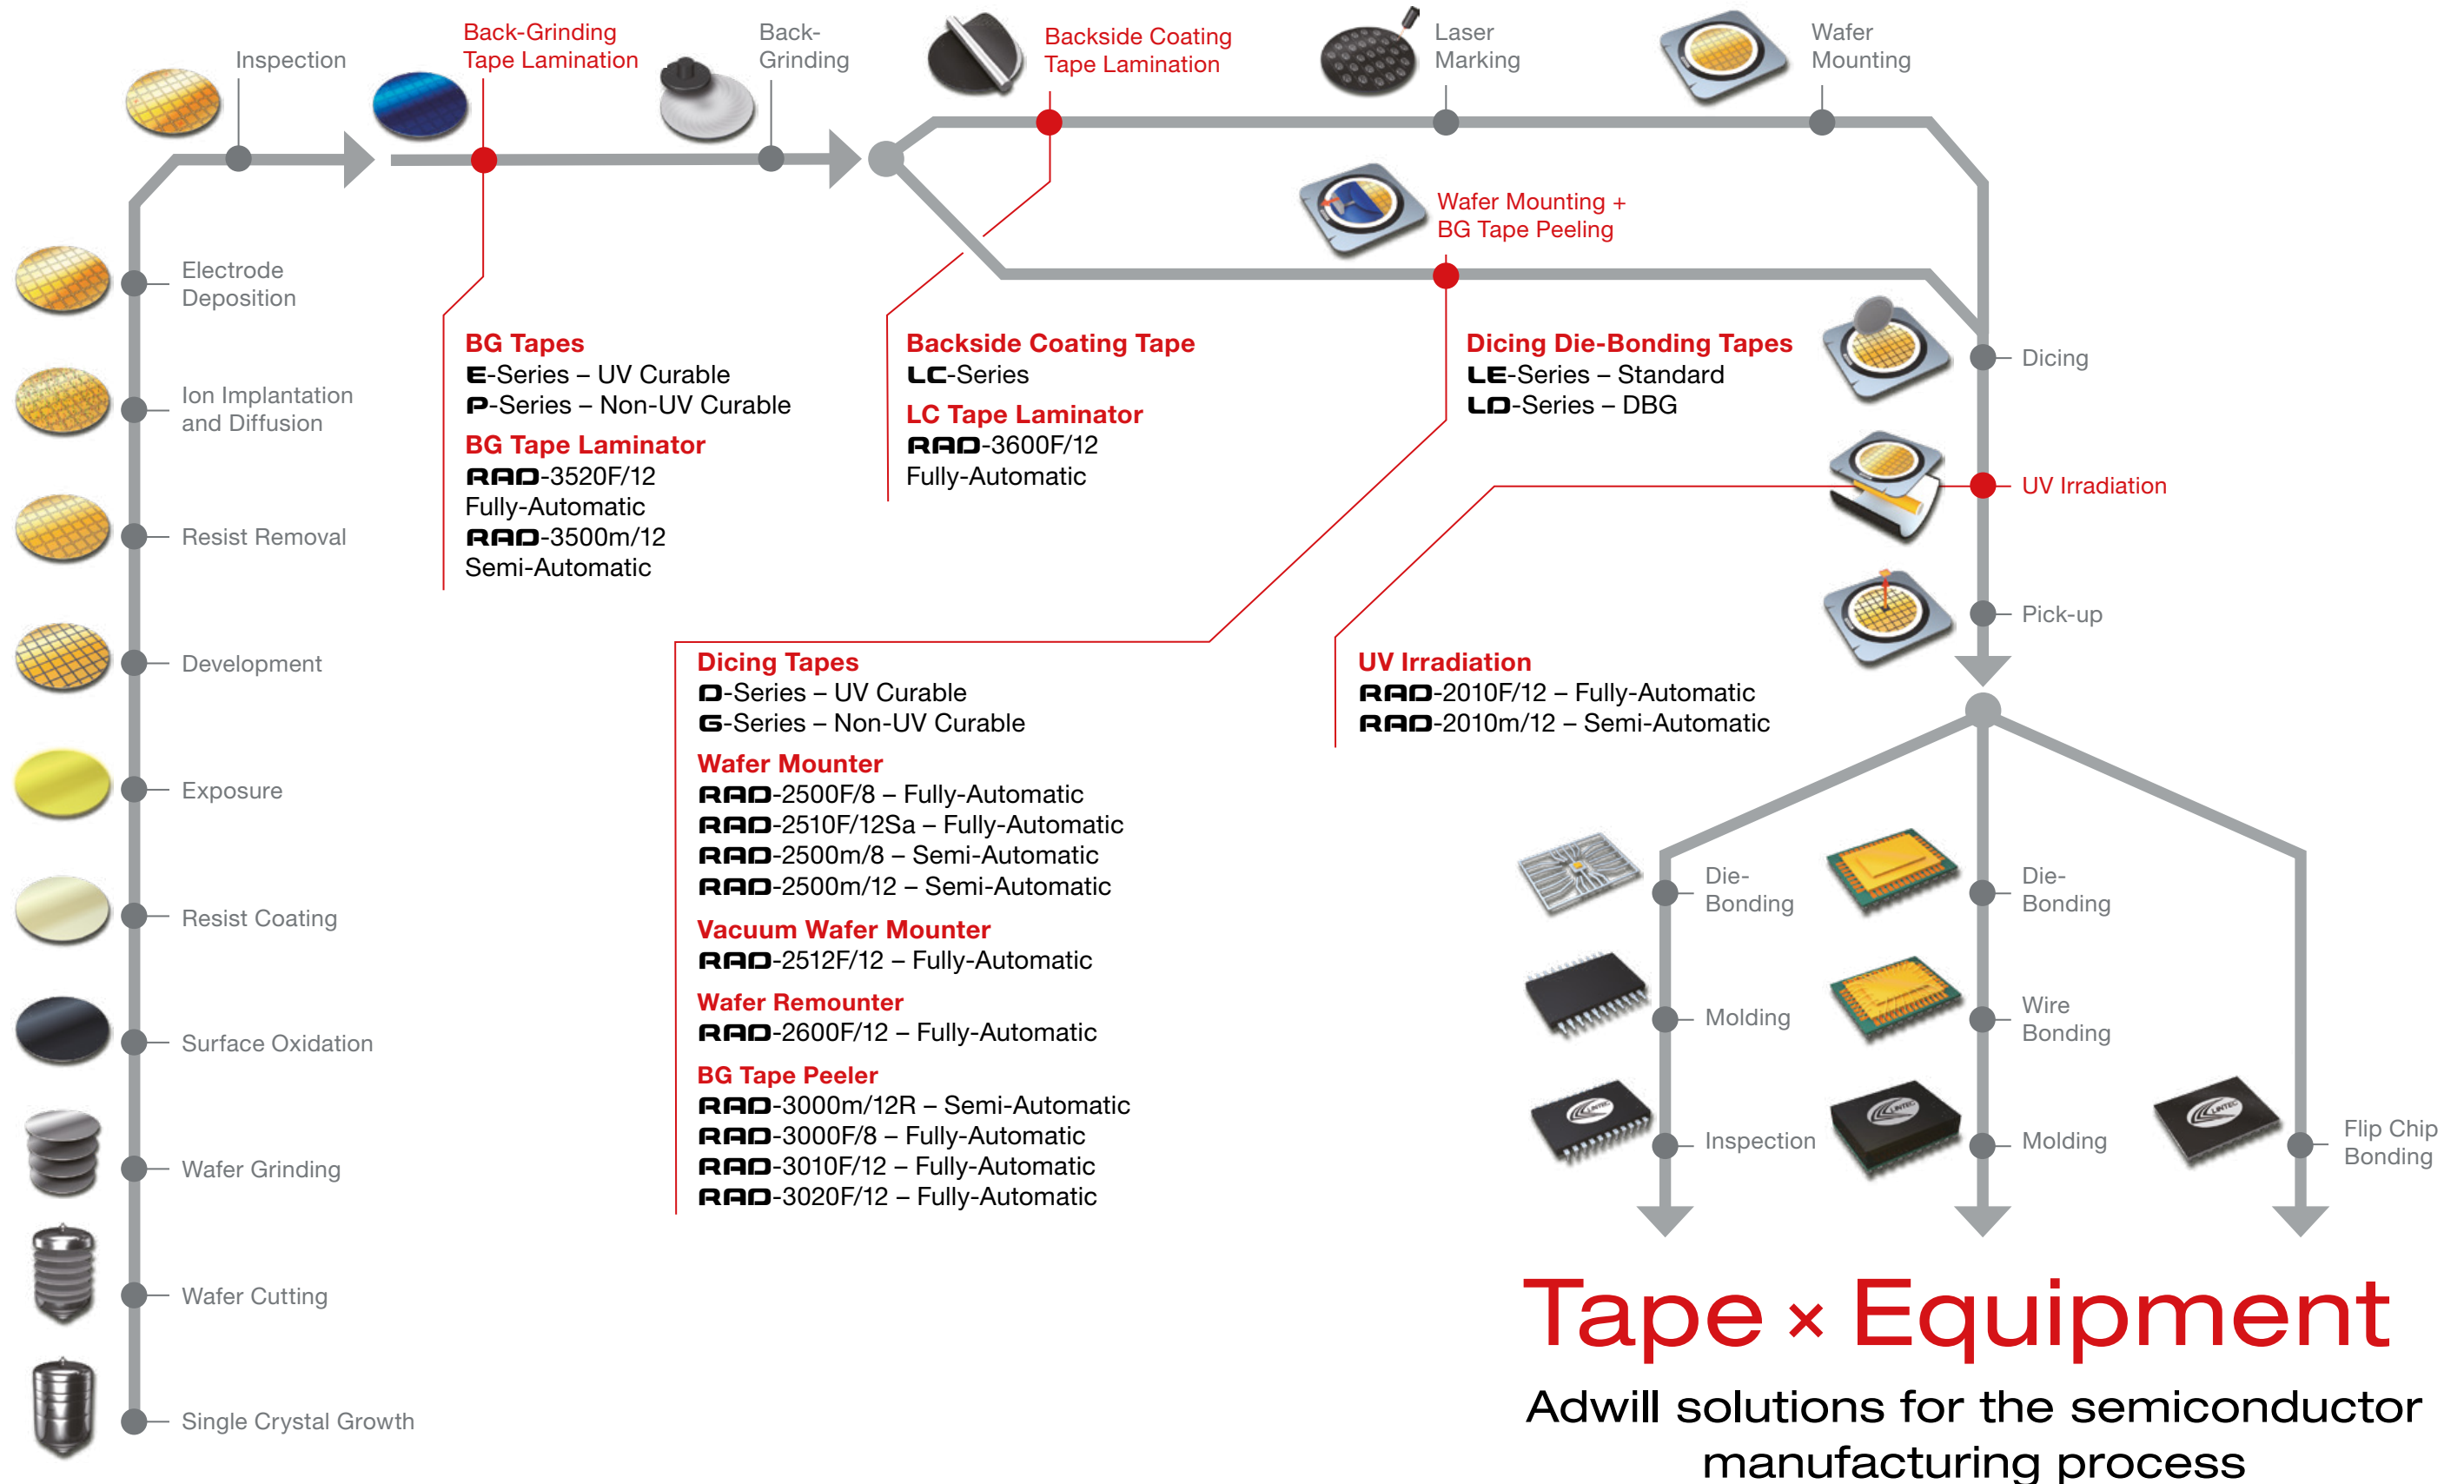 Inspection
Back-Grinding
Tape Lamination
Back-
Grinding
Backside Coating
Tape Lamination
Laser
Marking
Wafer
Mounting
Wafer Mounting +
BG Tape Peeling
Electrode
Deposition
Ion Implantation
and Diffusion
Resist Removal
Development
Exposure
Resist Coating
Surface Oxidation
Wafer Grinding
Wafer Cutting
Single Crystal Growth
BG Tapes
E-Series – UV Curable
P-Series – Non-UV Curable
BG Tape Laminator
RAD-3520F/12
Fully-Automatic
RAD-3500m/12
Semi-Automatic
Backside Coating Tape
LC-Series
LC Tape Laminator
RAD-3600F/12
Fully-Automatic
Dicing Die-Bonding Tapes
LE-Series – Standard
LD-Series – DBG
Dicing
UV Irradiation
Pick-up
Dicing Tapes
D-Series – UV Curable
G-Series – Non-UV Curable
Wafer Mounter
RAD-2500F/8 – Fully-Automatic
RAD-2510F/12Sa – Fully-Automatic
RAD-2500m/8 – Semi-Automatic
RAD-2500m/12 – Semi-Automatic
Vacuum Wafer Mounter
RAD-2512F/12 – Fully-Automatic
Wafer Remounter
RAD-2600F/12 – Fully-Automatic
BG Tape Peeler
RAD-3000m/12R – Semi-Automatic
RAD-3000F/8 – Fully-Automatic
RAD-3010F/12 – Fully-Automatic
RAD-3020F/12 – Fully-Automatic
UV Irradiation
RAD-2010F/12 – Fully-Automatic
RAD-2010m/12 – Semi-Automatic
Die-
Bonding
Molding
LINTEC
Inspection
Die-
Bonding
Wire
Bonding
LINTEC
Molding
LINTEC
Flip Chip
Bonding
Tape × Equipment
Adwill solutions for the semiconductor
manufacturing process